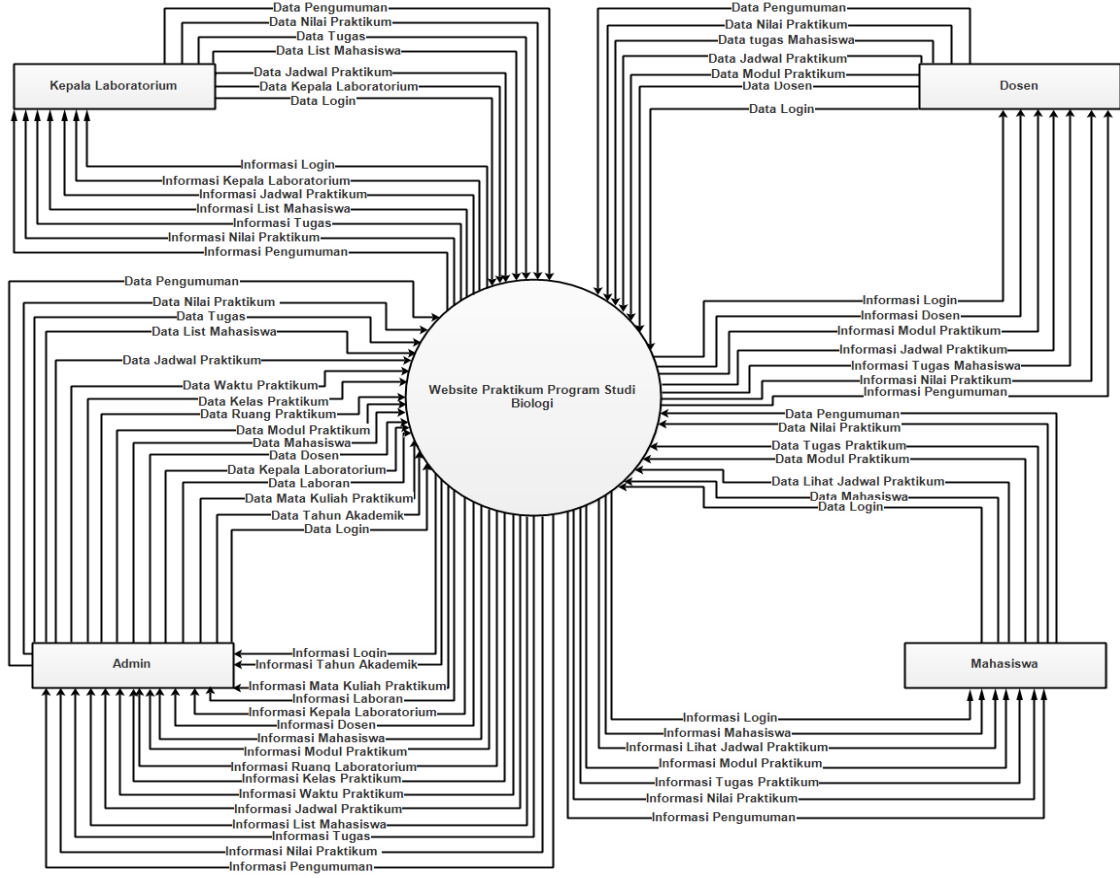 Data Pengumuman
Data Nilai Praktikum
Data Tugas
Data List Mahasiswa
Kepala Laboratorium
Data Jadwal Praktikum
Data Kepala Laboratorium
Data Login
Informasi Login
Informasi Kepala Laboratorium
Informasi Jadwal Praktikum
Informasi List Mahasiswa
Informasi Tugas
Informasi Nilai Praktikum
Informasi Pengumuman
Data Pengumuman
Data Nilai Praktikum
Data tugas Mahasiswa
Data Jadwal Praktikum
Data Modul Praktikum
Data Dosen
Data Login
Dosen
Informasi Login
Informasi Dosen
Informasi Modul Praktikum
Informasi Jadwal Praktikum
Informasi Tugas Mahasiswa
Informasi Nilai Praktikum
Informasi Pengumuman
Website Praktikum Program Studi
Biologi
Data Pengumuman
Data Nilai Praktikum
Data Tugas
Data List Mahasiswa
Data Jadwal Praktikum
Data Waktu Praktikum
Data Kelas Praktikum
Data Ruang Praktikum
Data Modul Praktikum
Data Mahasiswa
Data Dosen
Data Kepala Laboratorium
Data Laboran
Data Mata Kuliah Praktikum
Data Tahun Akademik
Data Login
Admin
Informasi Login
Informasi Tahun Akademik
Informasi Mata Kuliah Praktikum
Informasi Laboran
Informasi Kepala Laboratorium
Informasi Dosen
Informasi Mahasiswa
Informasi Modul Praktikum
Informasi Ruang Laboratorium
Informasi Kelas Praktikum
Informasi Waktu Praktikum
Informasi Jadwal Praktikum
Informasi List Mahasiswa
Informasi Tugas
Informasi Nilai Praktikum
Informasi Pengumuman
Data Pengumuman
Data Nilai Praktikum
Data Tugas Praktikum
Data Modul Praktikum
Data Lihat Jadwal Praktikum
Data Mahasiswa
Data Login
Mahasiswa
Informasi Login
Informasi Mahasiswa
Informasi Lihat Jadwal Praktikum
Informasi Modul Praktikum
Informasi Tugas Praktikum
Informasi Nilai Praktikum
Informasi Pengumuman